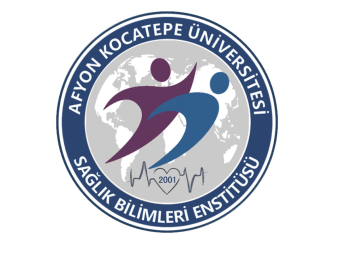 AFYON KOCATEPE ÜNİVERSİTESİ
2001
SAĞLIK BİLİMLERİ ENSTİTÜSÜ